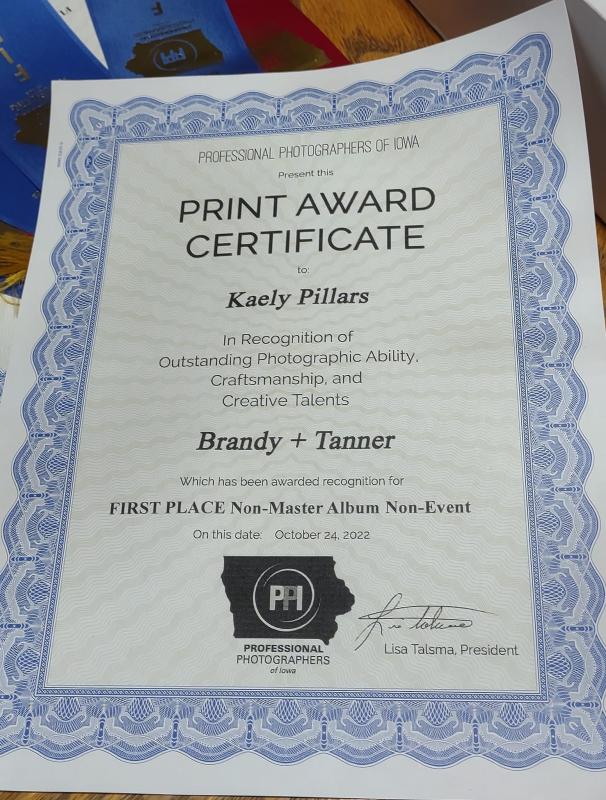 PROFESSIONAL PHOTOGRAPHERS OF IOWA
Present this
PRINT AWARD
CERTIFICATE
to:
Kaely Pillars
In Recognition of
Outstanding Photographic Ability,
Craftsmanship, and
Creative Talents
Brandy + Tanner
Which has been awarded recognition for
FIRST PLACE Non-Master Album Non-Event
On this date: October 24, 2022
PPI
PROFESSIONAL
PHOTOGRAPHERS
of Iowa
Lisa Talsma, President